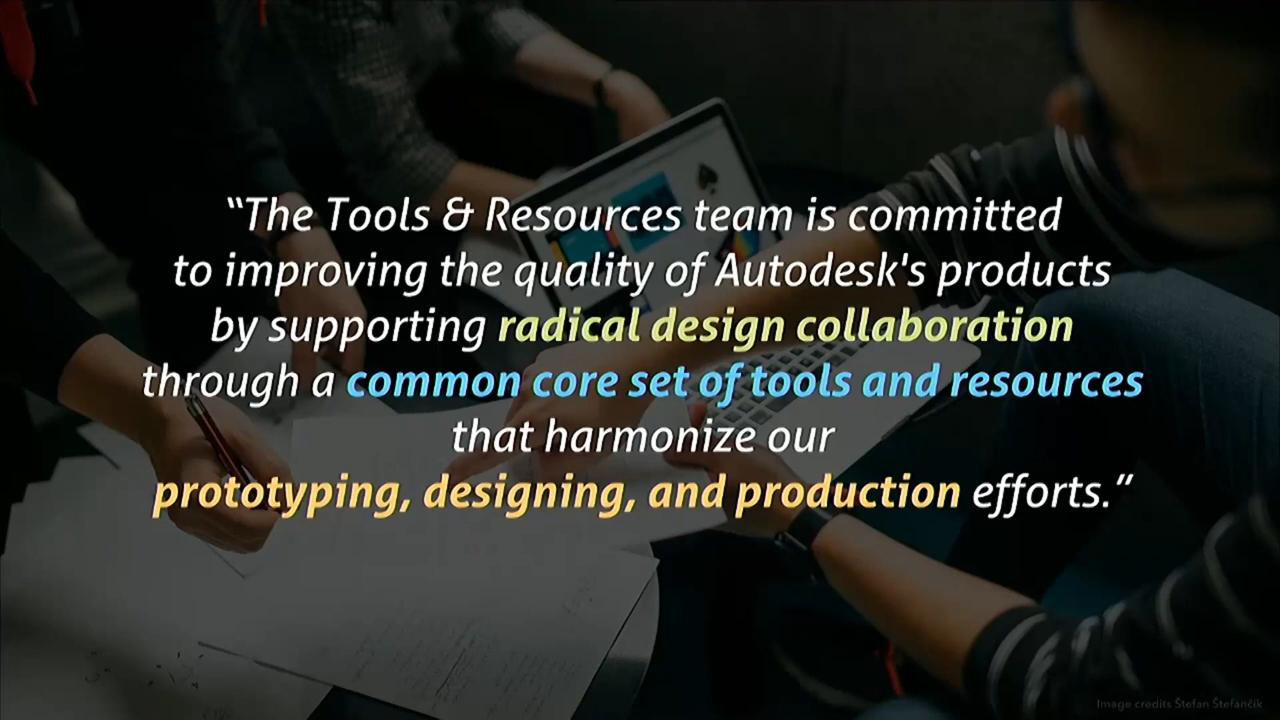 “The Tools & Resources team is committed
to improving the quality of Autodesk's products
by supporting radical design collaboration
through a common core set of tools and resources
that harmonize our
prototyping, designing, and production efforts.”
Image credits Štefan Štefančík